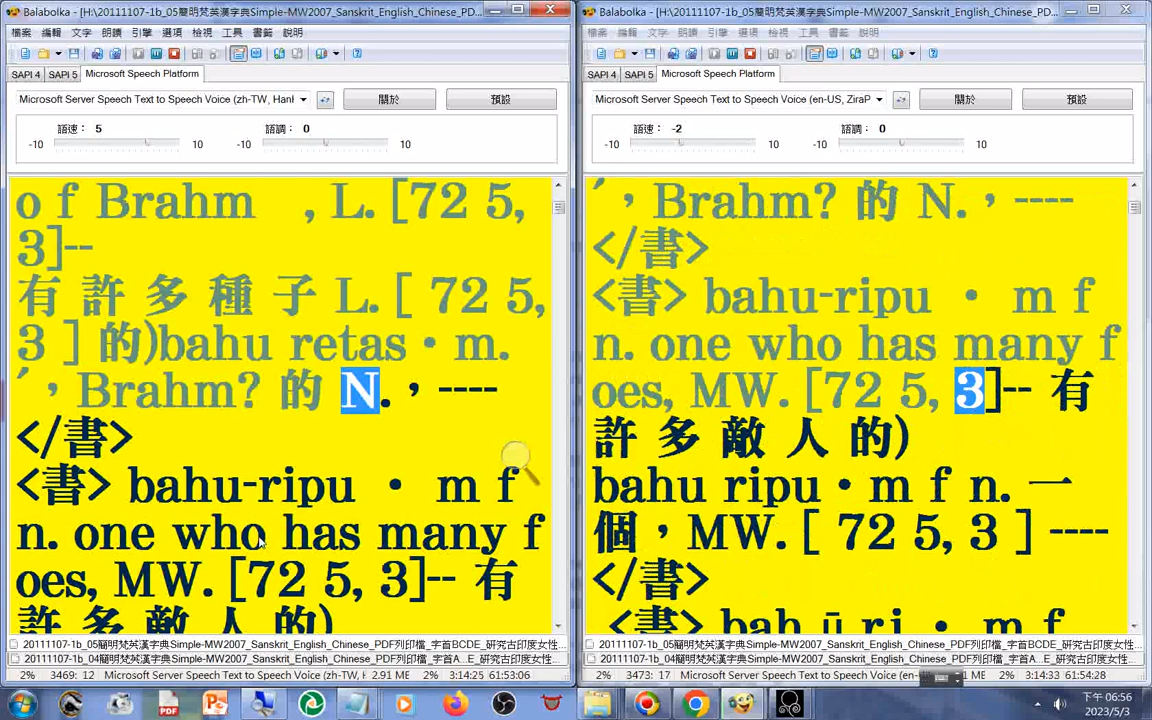 Balabolka - [H:\20111107-1b_05簡明梵英漢字典Simple-MW2007_Sanskrit_English_Chinese_PD...
檔案 編輯 文字 朗讀 引擎 選項 檢視 工具 書籤 說明
SAPI 4 SAPI 5 Microsoft Speech Platform
Microsoft Server Speech Text to Speech Voice (zh-TW, HanI 關於 預設
語速： 5 語調： 0
-10 10 -10 10
o f Brahm , L. [72 5,
3]--
有 許 多 種 子 L. [ 72 5,
3 ] 的)bahu retas • m.
ˊ，Brahm? 的 N.，----
</書>
<書> bahu-ripu • m f
n. one who has many f
oes, MW. [72 5, 3]-- 有
許 多 敵 人 的)
20111107-1b_05簡明梵英漢字典Simple-MW2007_Sanskrit_English_Chinese_PDF列印檔_字首BCDE_研究古印度女性...
20111107-1b_04簡明梵英漢字典Simple-MW2007_Sanskrit_English_Chinese_PDF列印檔_字首A...E_研究古印度女性...
2% 3469: 12 Microsoft Server Speech Text to Speech Voice (zh-TW, H 2.91 ME 2% 3:14:25 61:53:06
Balabolka - [H:\20111107-1b_05簡明梵英漢字典Simple-MW2007_Sanskrit_English_Chinese_PD...
檔案 編輯 文字 朗讀 引擎 選項 檢視 工具 書籤 說明
SAPI 4 SAPI 5 Microsoft Speech Platform
Microsoft Server Speech Text to Speech Voice (en-US, ZiraP 關於 預設
語速： -2 語調： 0
-10 10 -10 10
ˊ，Brahm? 的 N.，----
</書>
<書> bahu-ripu • m f
n. one who has many f
oes, MW. [72 5, 3]-- 有
許 多 敵 人 的)
bahu ripu • m f n. 一
個，MW. [ 72 5, 3 ] ----
</書>
<書> bah ū ri • m f
20111107-1b_05簡明梵英漢字典Simple-MW2007_Sanskrit_English_Chinese_PDF列印檔_字首BCDE_研究古印度女性...
20111107-1b_04簡明梵英漢字典Simple-MW2007_Sanskrit_English_Chinese_PDF列印檔_字首A...E_研究古印度女性...
2% 3473: 17 Microsoft Server Speech Text to Speech Voice (en-US, Z 2.91 ME 2% 3:14:33 61:54:28
PDF
下午 06:56
2023/5/3